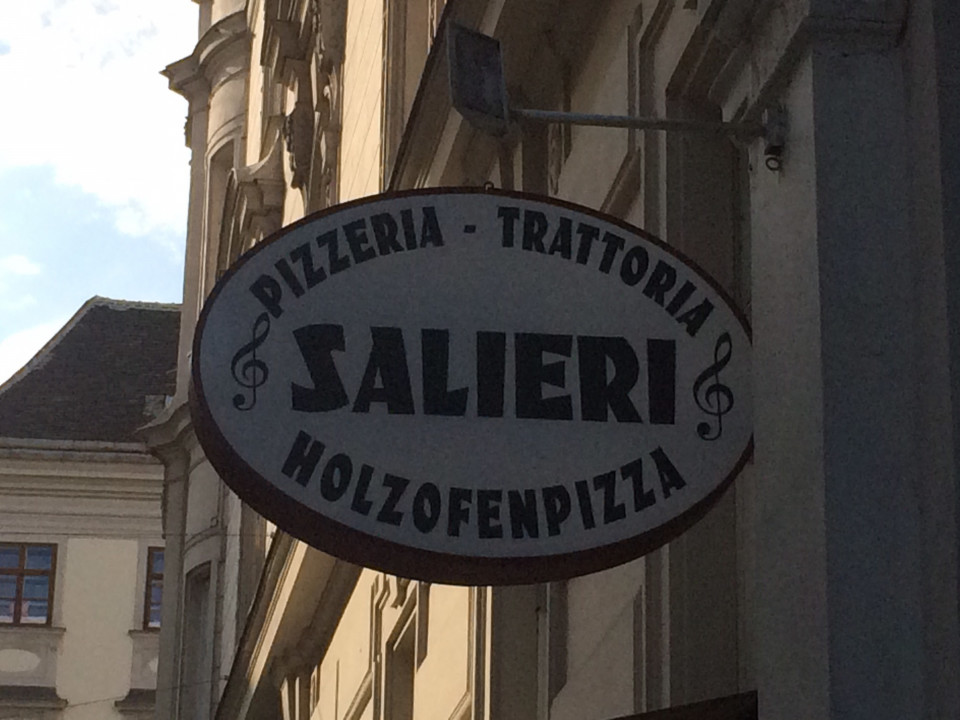 PIZZERIA - TRATTORIA
SALIERI
HOLZOFENPIZZA